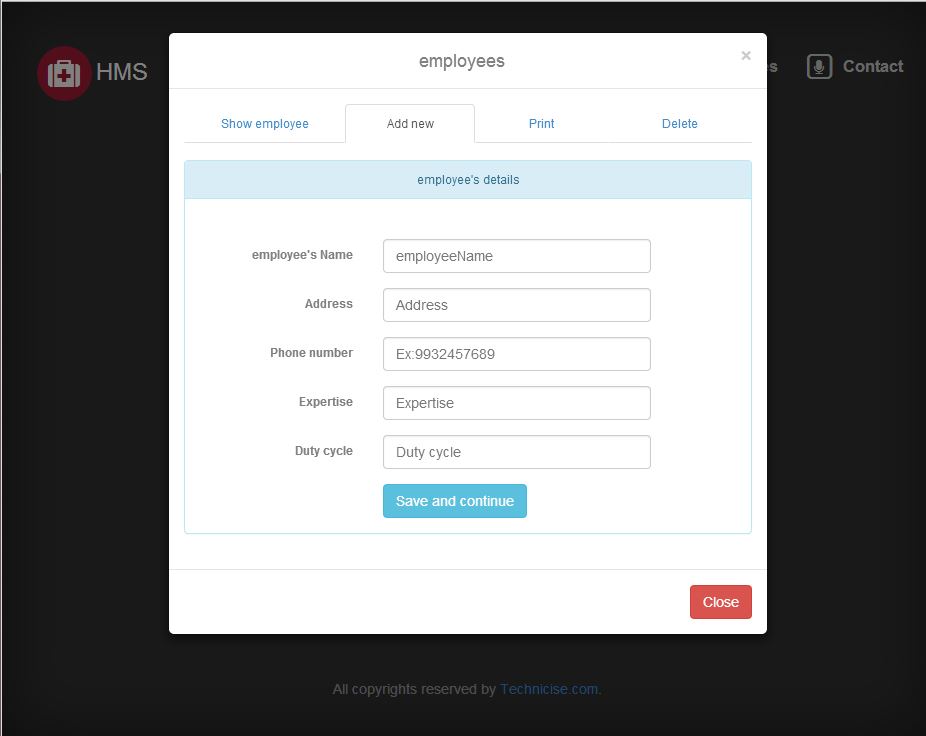 HMS
employees
×
Contact
Show employee
Add new
Print
Delete
employee's details
employee's Name
employeeName
Address
Address
Phone number
Ex:9932457689
Expertise
Expertise
Duty cycle
Duty cycle
Save and continue
Close
All copyrights reserved by Technicise.com.